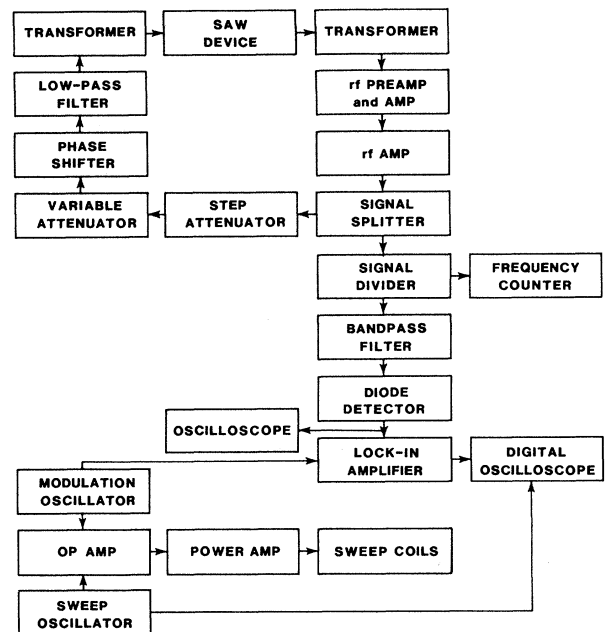 TRANSFORMER
SAW
DEVICE
TRANSFORMER
LOW-PASS
FILTER
rf PREAMP
and AMP
PHASE
SHIFTER
rf AMP
VARIABLE
ATTENUATOR
STEP
ATTENUATOR
SIGNAL
SPLITTER
SIGNAL
DIVIDER
FREQUENCY
COUNTER
BANDPASS
FILTER
DIODE
DETECTOR
OSCILLOSCOPE
LOCK-IN
AMPLIFIER
DIGITAL
OSCILLOSCOPE
MODULATION
OSCILLATOR
OP AMP
POWER AMP
SWEEP COILS
SWEEP
OSCILLATOR